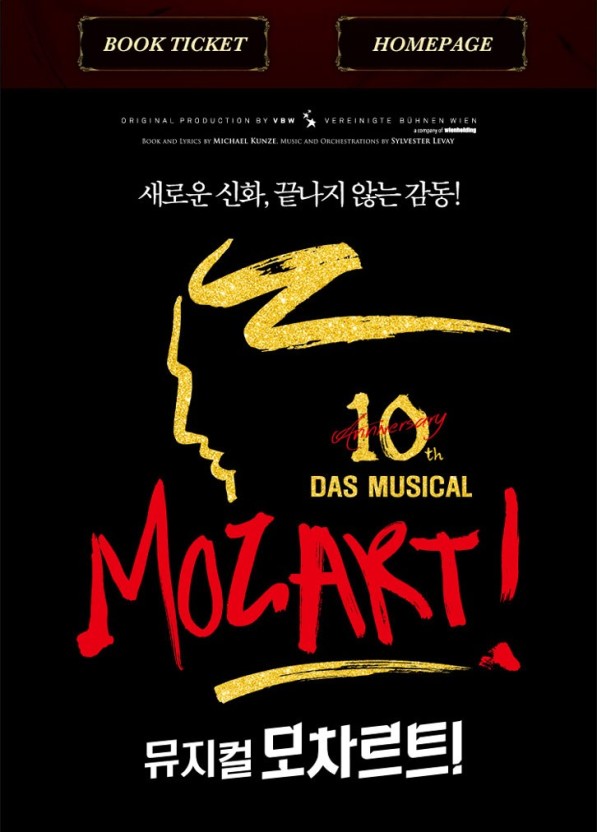 BOOK TICKET
HOMEPAGE
ORIGINAL PRODUCTION BY VBW VEREINIGTE BÜHNEN WIEN
a company of wienholding
BOOK AND LYRICS BY MICHAEL KUNZE, MUSIC AND ORCHESTRATIONS BY SYLVESTER LEVAY
새로운 신화, 끝나지 않는 감동!
10th
Anniversary
DAS MUSICAL
MOZART!
뮤지컬 모차르트!